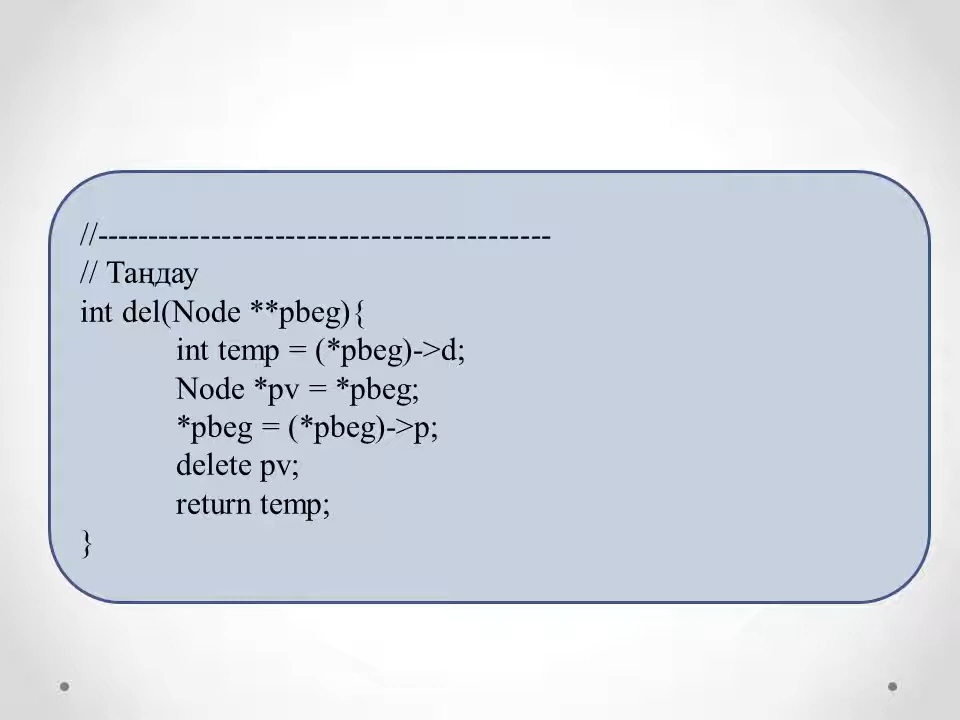 //-------------------------------------------
// Таңдау
int del(Node **pbeg){
int temp = (*pbeg)->d;
Node *pv = *pbeg;
*pbeg = (*pbeg)->p;
delete pv;
return temp;
}